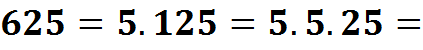 625 = 5. 125 = 5. 5. 25 =